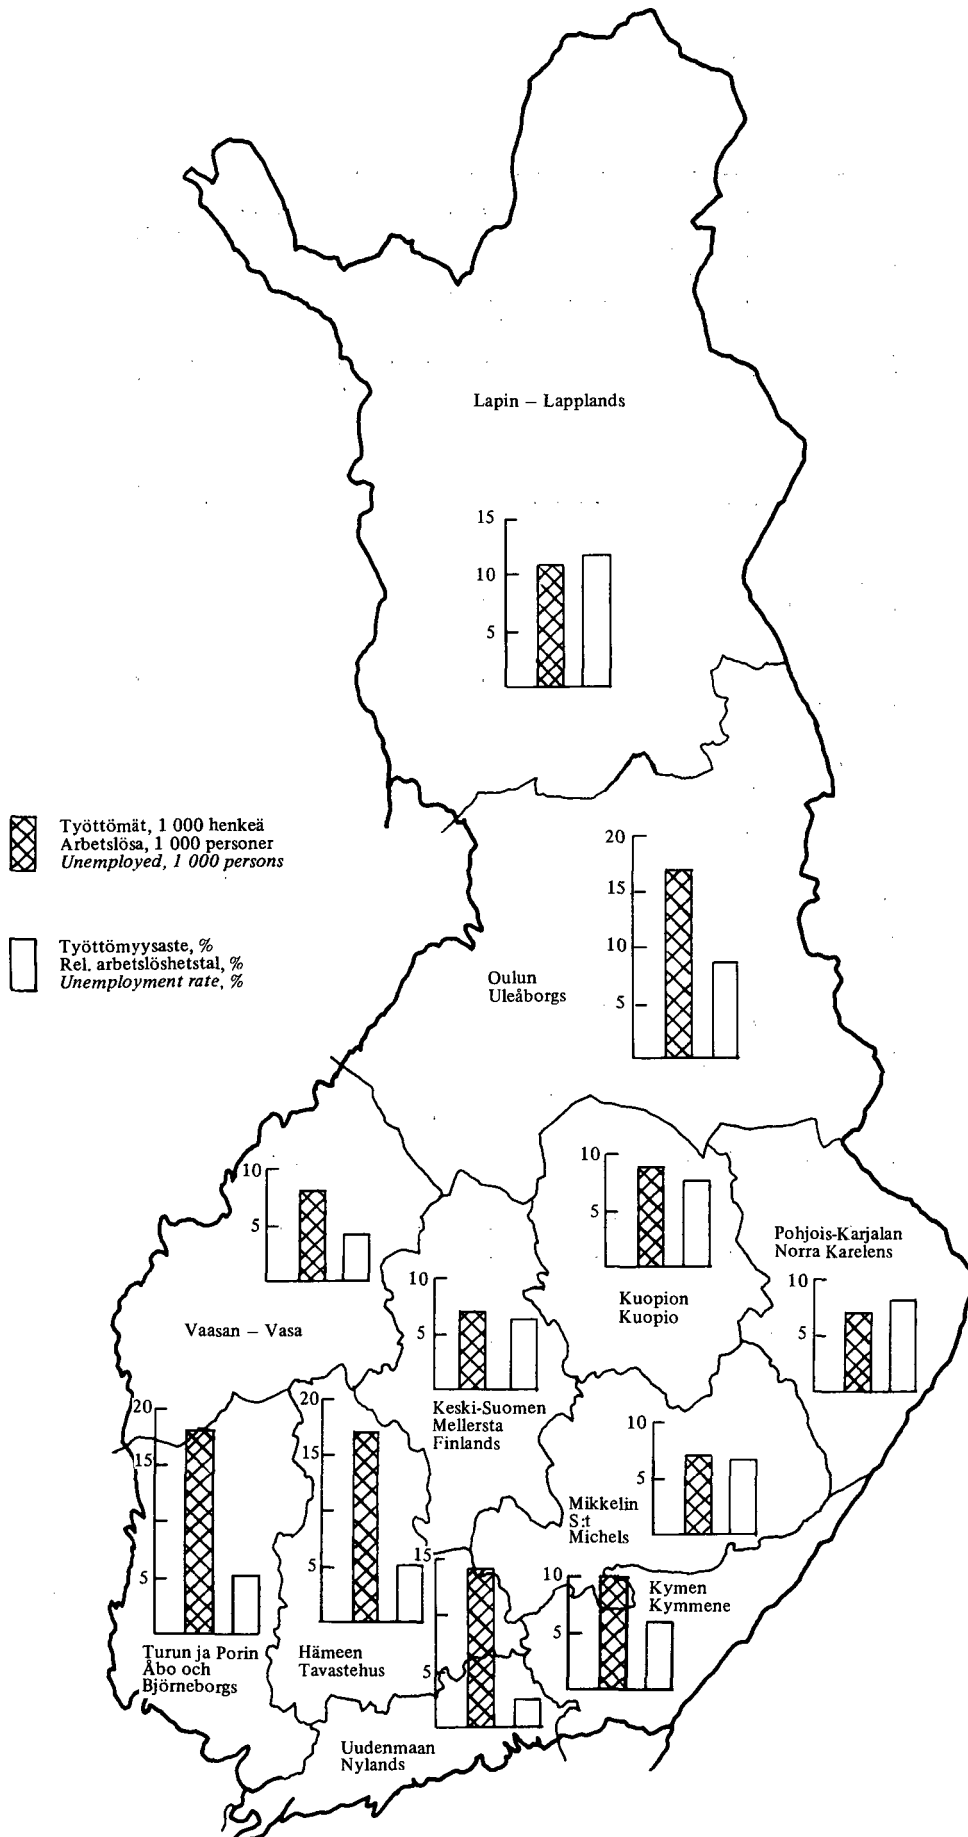 Lapin – Lapplands
15
10
5
Työttömät, 1 000 henkeä
Arbetslösa, 1 000 personer
Unemployed, 1 000 persons
Työttömyysaste, %
Rel. arbetslöshetstal, %
Unemployment rate, %
20
15
10
5
Oulun
Uleåborgs
10
5
Vaasan – Vasa
10
5
Kuopion
Kuopio
Pohjois-Karjalan
Norra Karelens
10
5
10
5
Keski-Suomen
Mellersta
Finlands
20
15
5
Turun ja Porin
Åbo och
Björneborgs
20
15
5
Hämeen
Tavastehus
10
5
Mikkelin
S:t
Michels
15
5
Uudenmaan
Nylands
10
5
Kymen
Kymmene